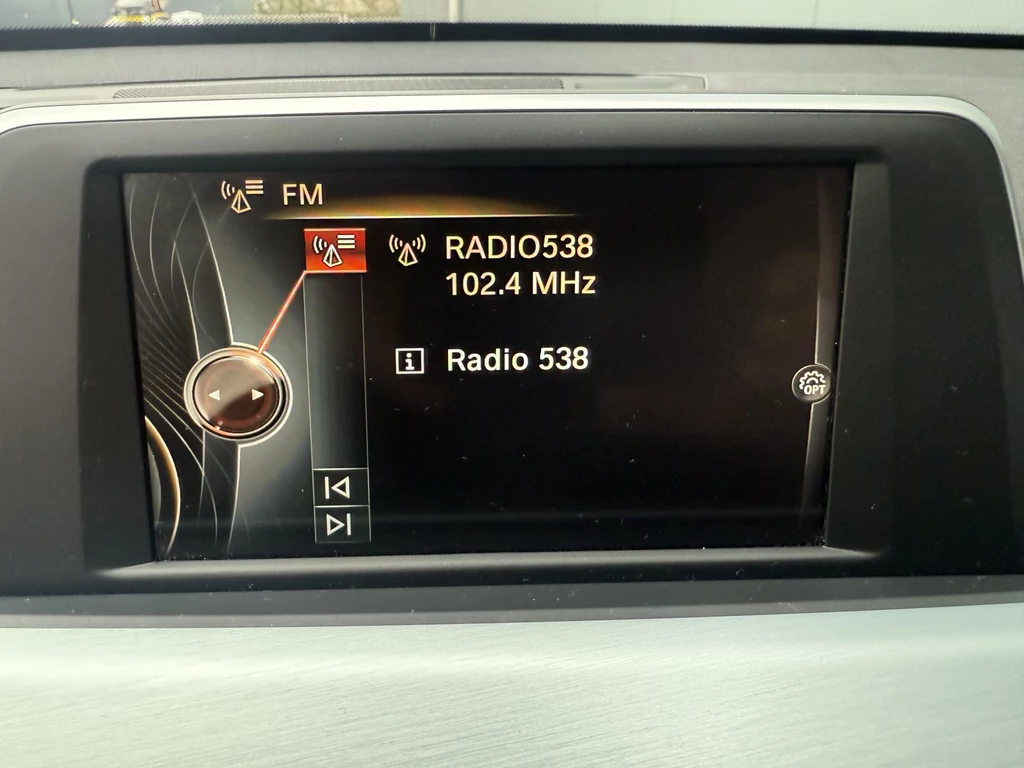 FM
RADIO538
102.4 MHz
Radio 538
OPT